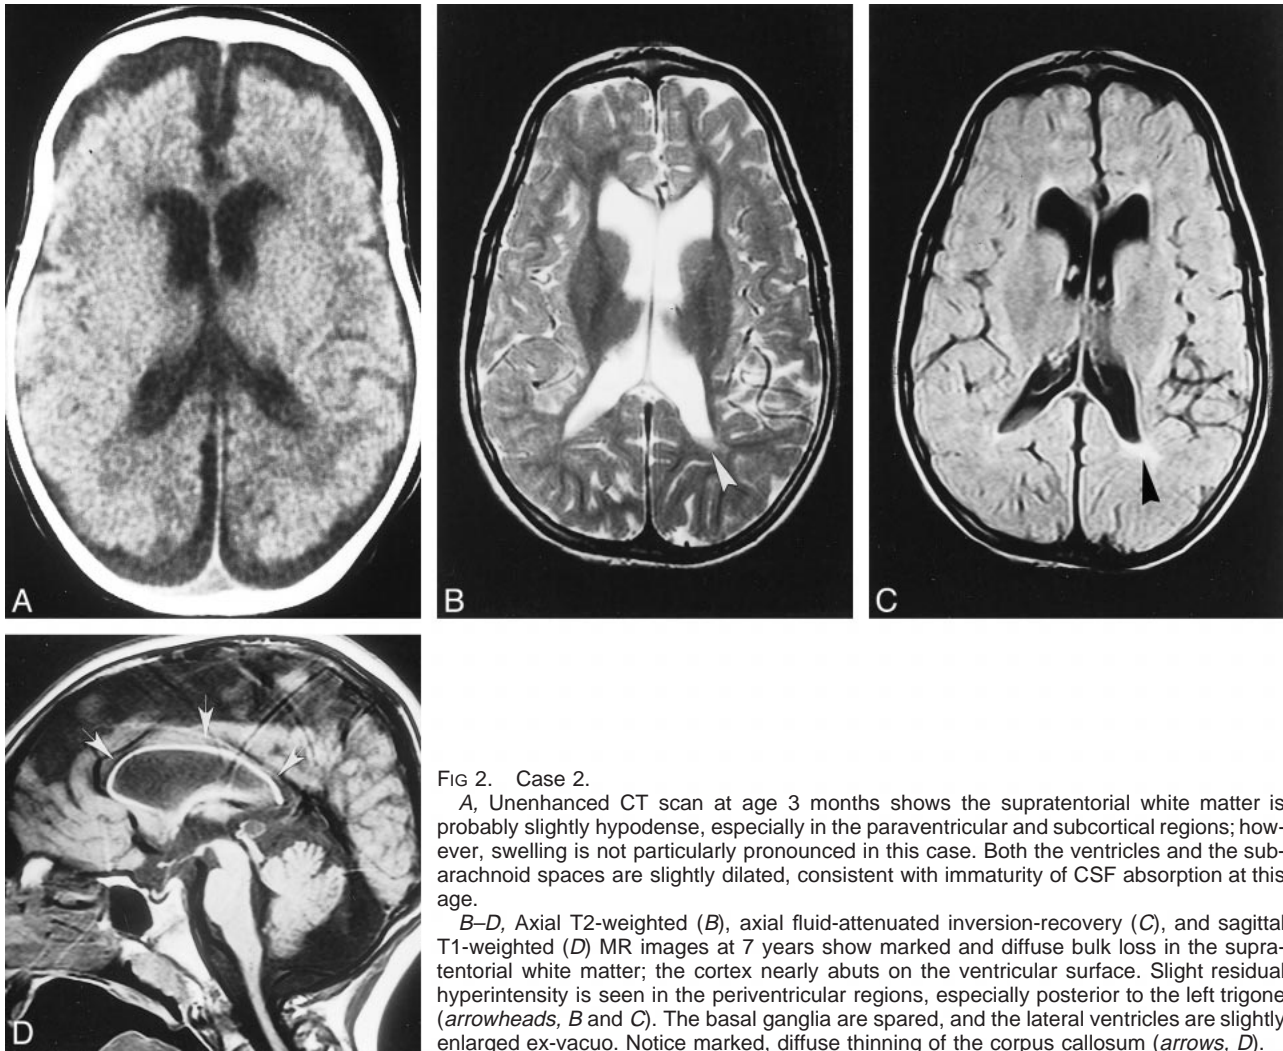 A
B
C
D
FIG 2. Case 2.
A, Unenhanced CT scan at age 3 months shows the supratentorial white matter is
probably slightly hypodense, especially in the paraventricular and subcortical regions; how-
ever, swelling is not particularly pronounced in this case. Both the ventricles and the sub-
arachnoid spaces are slightly dilated, consistent with immaturity of CSF absorption at this
age.
B–D, Axial T2-weighted (B), axial fluid-attenuated inversion-recovery (C), and sagittal
T1-weighted (D) MR images at 7 years show marked and diffuse bulk loss in the supra-
tentorial white matter; the cortex nearly abuts on the ventricular surface. Slight residual
hyperintensity is seen in the periventricular regions, especially posterior to the left trigone
(arrowheads, B and C). The basal ganglia are spared, and the lateral ventricles are slightly
enlarged ex-vacuo. Notice marked, diffuse thinning of the corpus callosum (arrows, D).